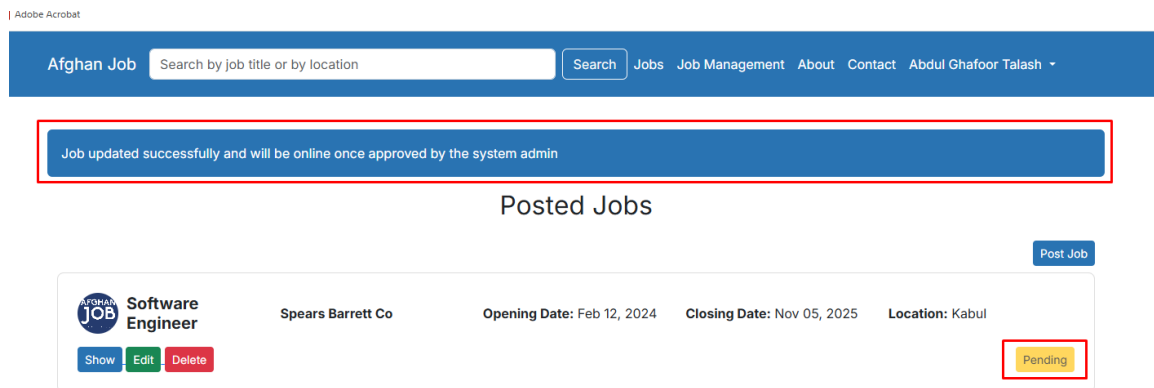 | Adobe Acrobat
Afghan Job Search by job title or by location Search Jobs Job Management About Contact Abdul Ghafoor Talash
Job updated successfully and will be online once approved by the system admin
Posted Jobs
Post Job
AFGHAN
JOB
Software
Engineer
Spears Barrett Co Opening Date: Feb 12, 2024 Closing Date: Nov 05, 2025 Location: Kabul
Show Edit Delete Pending